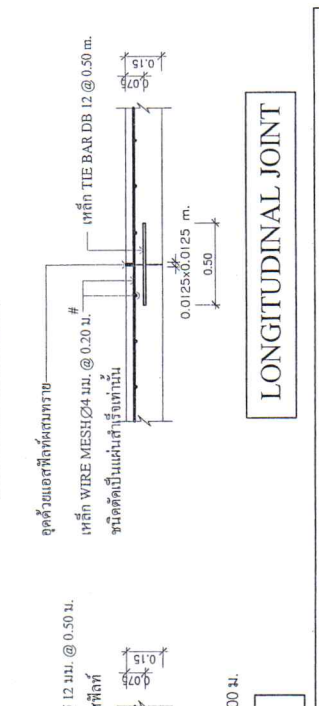 อุดด้วยแอสฟัลท์ผสมทราย
เหล็ก WIRE MESH Ø4 มม. @ 0.20 ม.#
ชนิดตัดเป็นแผ่นสำเร็จเท่านั้น
เหล็ก TIE BAR DB 12 @ 0.50 m.
0.075
0.15
0.0125x0.0125 m.
0.50
LONGITUDINAL JOINT
12 มม. @ 0.50 ม.
สฟัลท์
0.075
0.15
00 ม.